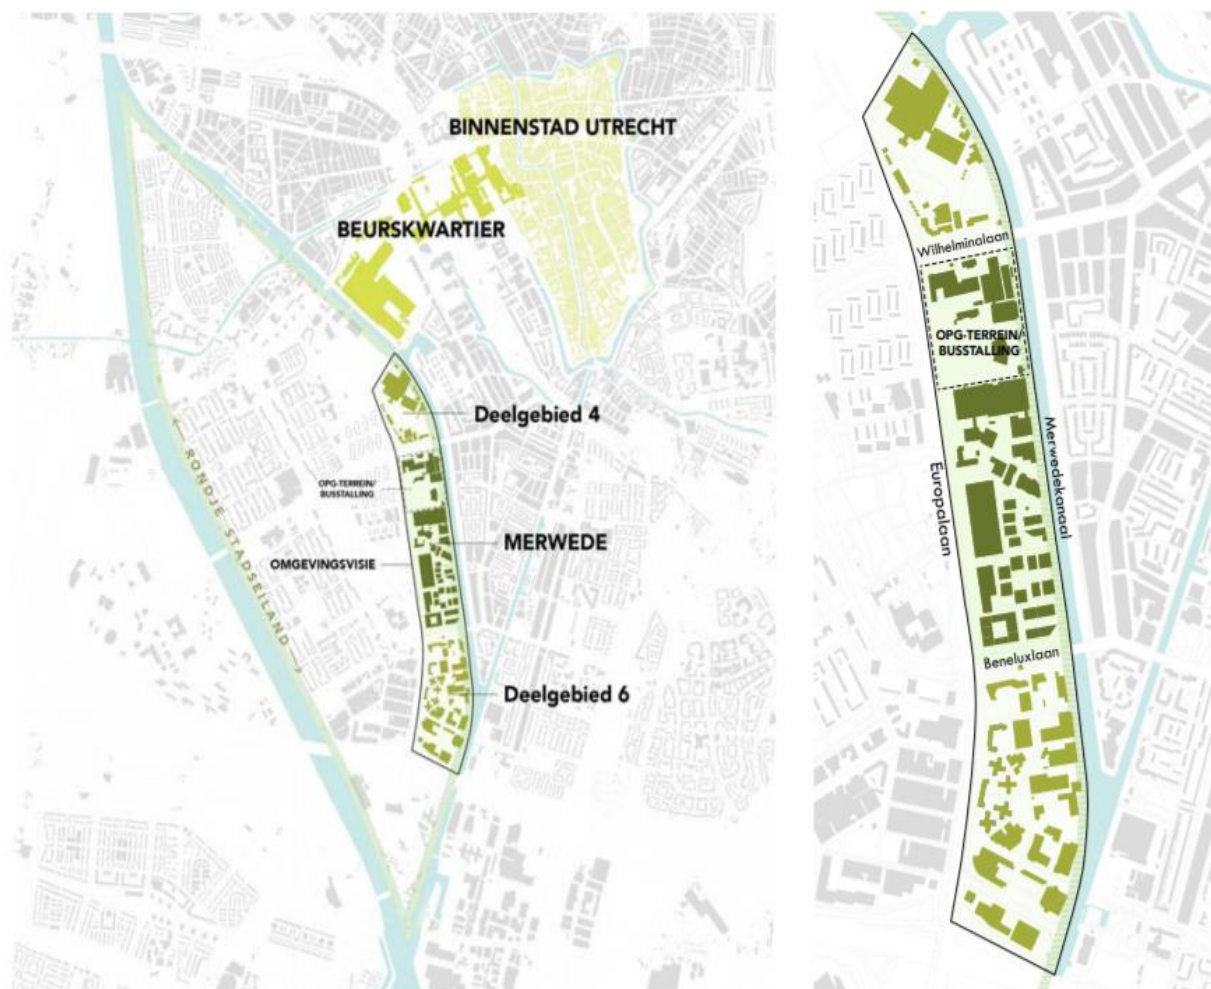 BINNENSTAD UTRECHT
BEURSKWARTIER
Deelgebied 4
OPG-TERREIN/
BUSSTALLING
MERWEDE
OMGEVINGSVISIE
RONDJE STADSEILAND
Deelgebied 6
Wilhelminalaan
OPG-TERREIN/
BUSSTALLING
Merwedekanaal
Europalaan
Beneluxlaan